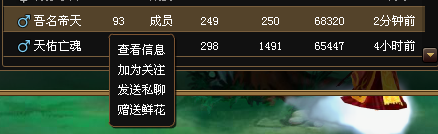 吾名帝天 93 成员 249 250 68320 2分钟前
天佑亡魂 298 1491 65447 4小时前
查看信息
加为关注
发送私聊
赠送鲜花